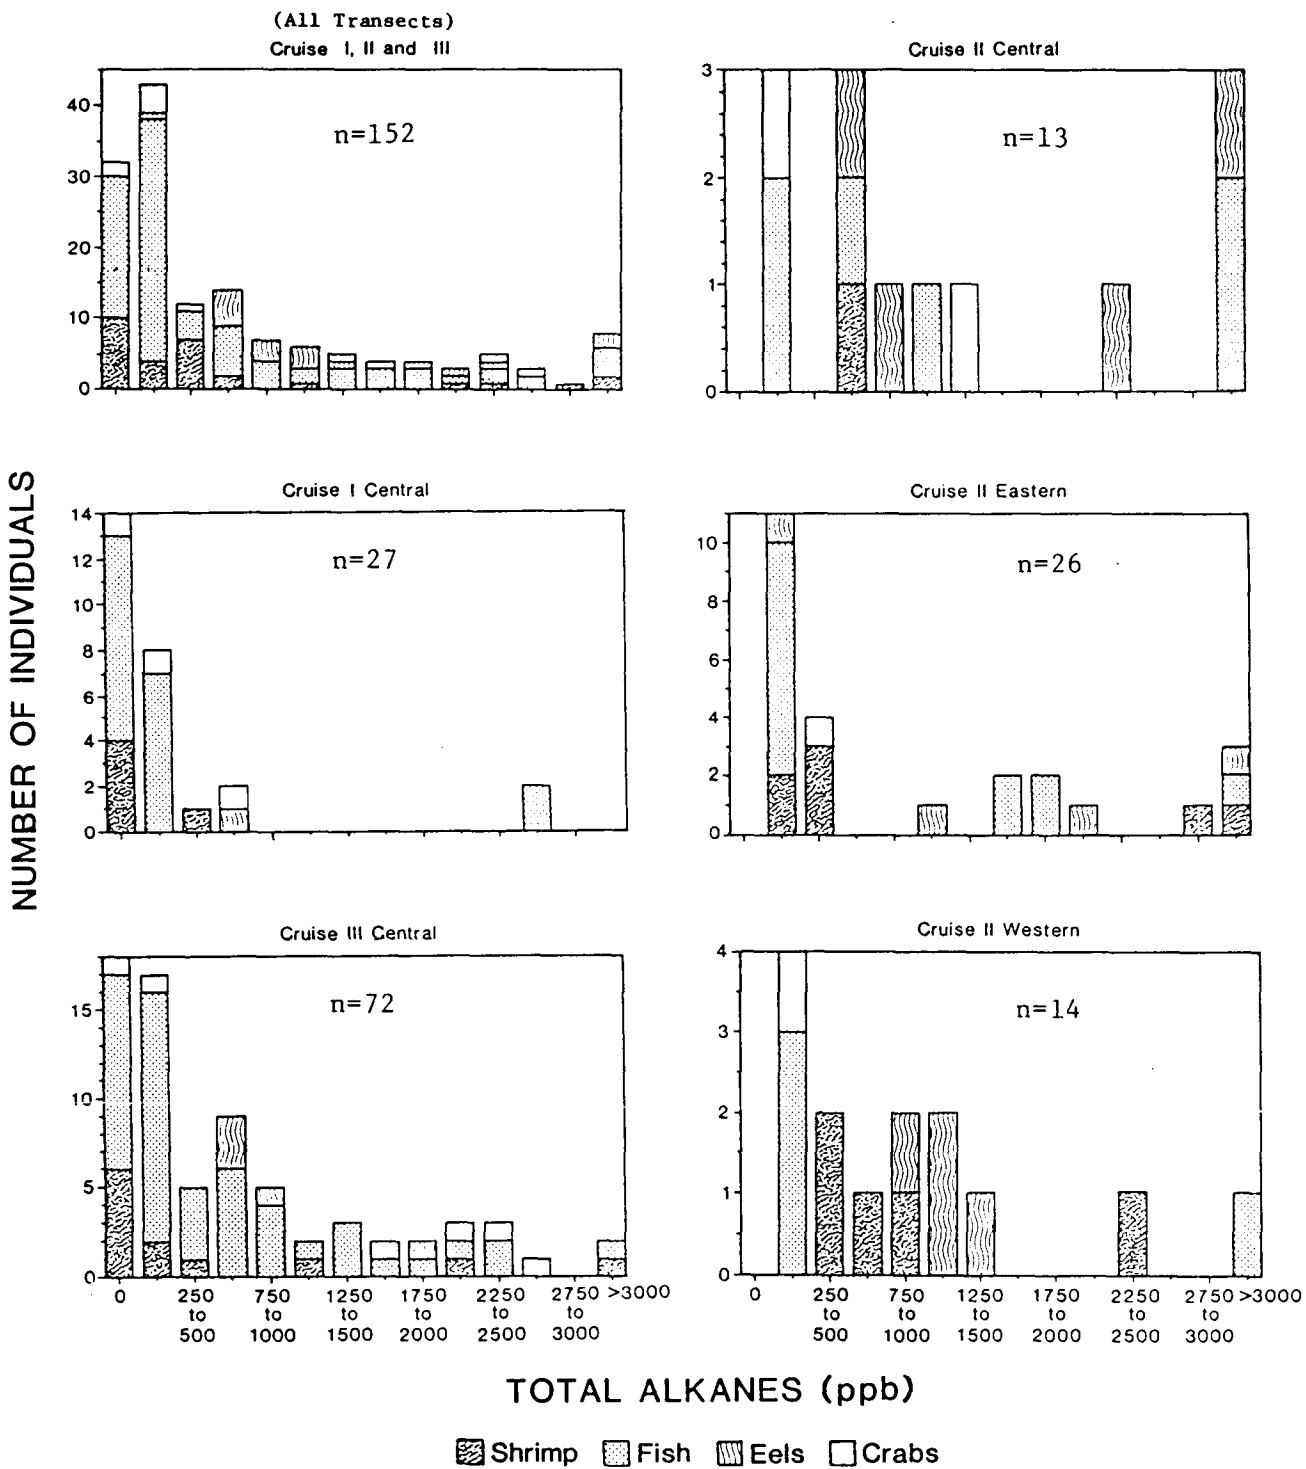 (All Transects)
Cruise I, II and III
40
30
20
10
0
n=152
Cruise II Central
3
2
1
0
n=13
NUMBER OF INDIVIDUALS
Cruise I Central
14
12
10
8
6
4
2
0
n=27
Cruise II Eastern
10
8
6
4
2
0
n=26
Cruise III Central
15
10
5
0
n=72
0
250 to 500
750 to 1000
1250 to 1500
1750 to 2000
2250 to 2500
2750 to 3000
>3000
Cruise II Western
4
3
2
1
0
n=14
0
250 to 500
750 to 1000
1250 to 1500
1750 to 2000
2250 to 2500
2750 to 3000
>3000
TOTAL ALKANES (ppb)
Shrimp Fish Eels Crabs